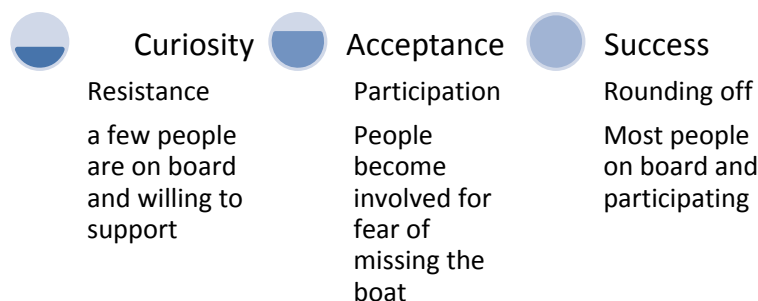 Curiosity
Resistance
a few people
are on board
and willing to
support
Acceptance
Participation
People
become
involved for
fear of
missing the
boat
Success
Rounding off
Most people
on board and
participating